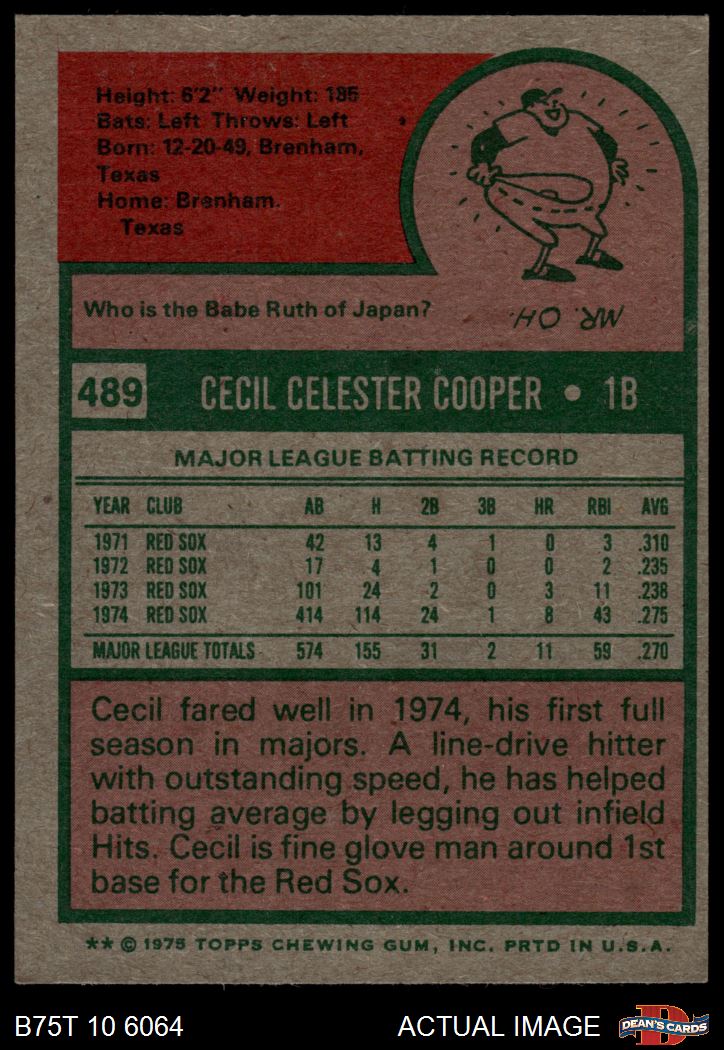 Height: 6'2" Weight: 185
Bats: Left Throws: Left
Born: 12-20-49, Brenham,
Texas
Home: Brenham.
Texas
Who is the Babe Ruth of Japan?
MR. OH.
489 CECIL CELESTER COOPER • 1B
MAJOR LEAGUE BATTING RECORD
YEAR CLUB AB H 2B 3B HR RBI AVG
1971 RED SOX 42 13 4 1 0 3 .310
1972 RED SOX 17 4 1 0 0 2 .235
1973 RED SOX 101 24 2 0 3 11 .238
1974 RED SOX 414 114 24 1 8 43 .275
MAJOR LEAGUE TOTALS 574 155 31 2 11 59 .270
Cecil fared well in 1974, his first full
season in majors. A line-drive hitter
with outstanding speed, he has helped
batting average by legging out infield
Hits. Cecil is fine glove man around 1st
base for the Red Sox.
** © 1975 TOPPS CHEWING GUM, INC. PRTD IN U.S.A.
B75T 10 6064 ACTUAL IMAGE DEAN'S CARDS